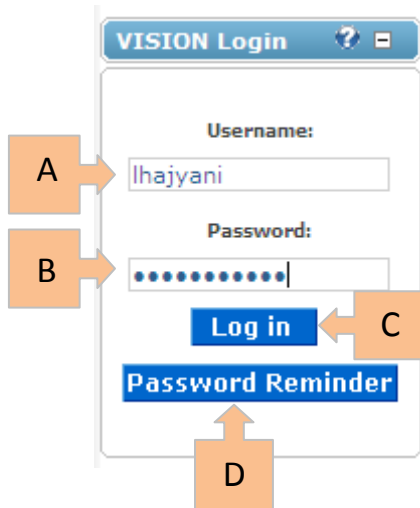 VISION Login
Username:
A
lhajyani
Password:
B
•••••••••••
Log in
C
Password Reminder
D